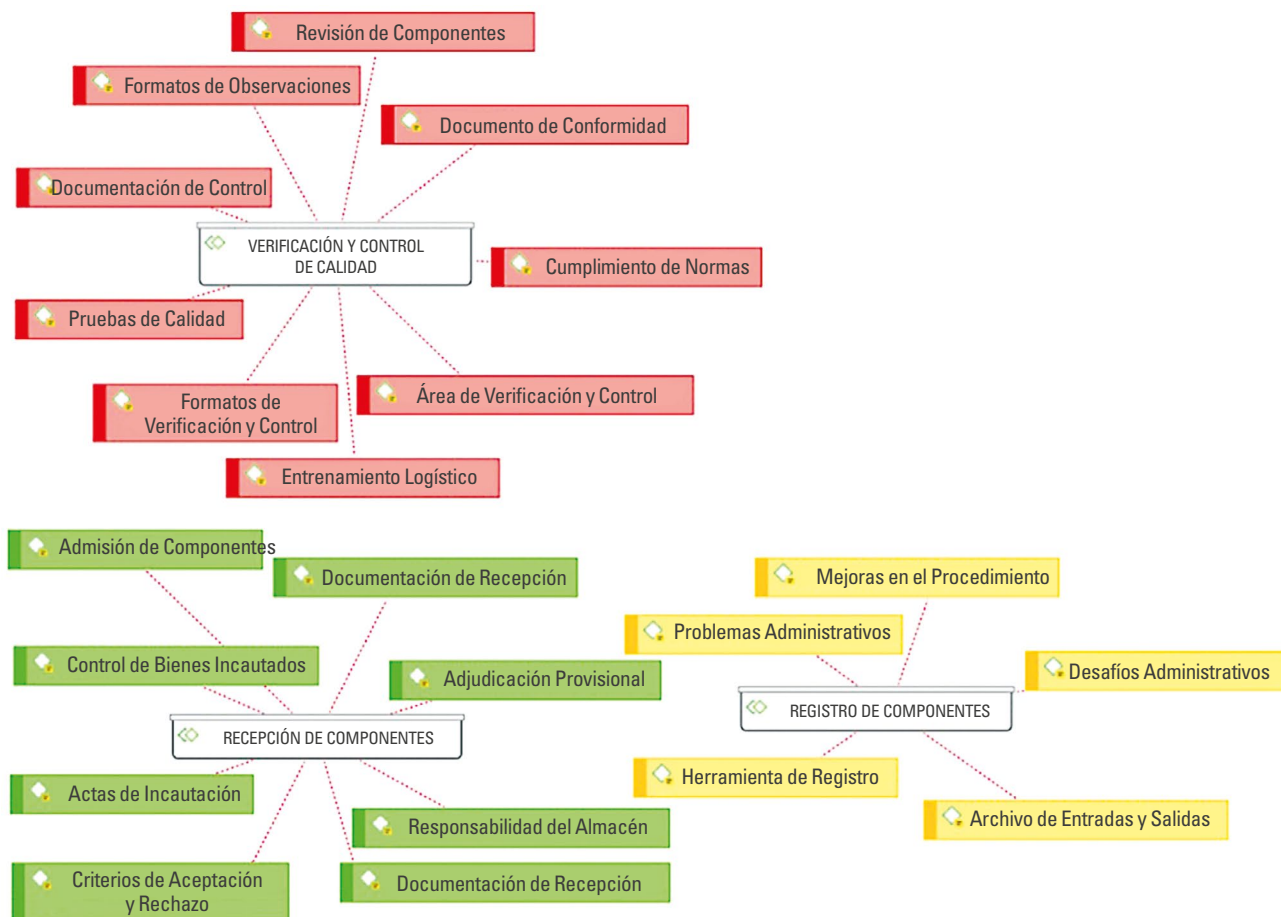 Revisión de Componentes
Formatos de Observaciones
Documento de Conformidad
Documentación de Control
VERIFICACIÓN Y CONTROL
DE CALIDAD
Cumplimiento de Normas
Pruebas de Calidad
Formatos de
Verificación y Control
Área de Verificación y Control
Entrenamiento Logístico
Admisión de Componentes
Documentación de Recepción
Control de Bienes Incautados
Adjudicación Provisional
RECEPCIÓN DE COMPONENTES
Actas de Incautación
Responsabilidad del Almacén
Criterios de Aceptación
y Rechazo
Documentación de Recepción
Mejoras en el Procedimiento
Problemas Administrativos
Desafíos Administrativos
REGISTRO DE COMPONENTES
Herramienta de Registro
Archivo de Entradas y Salidas